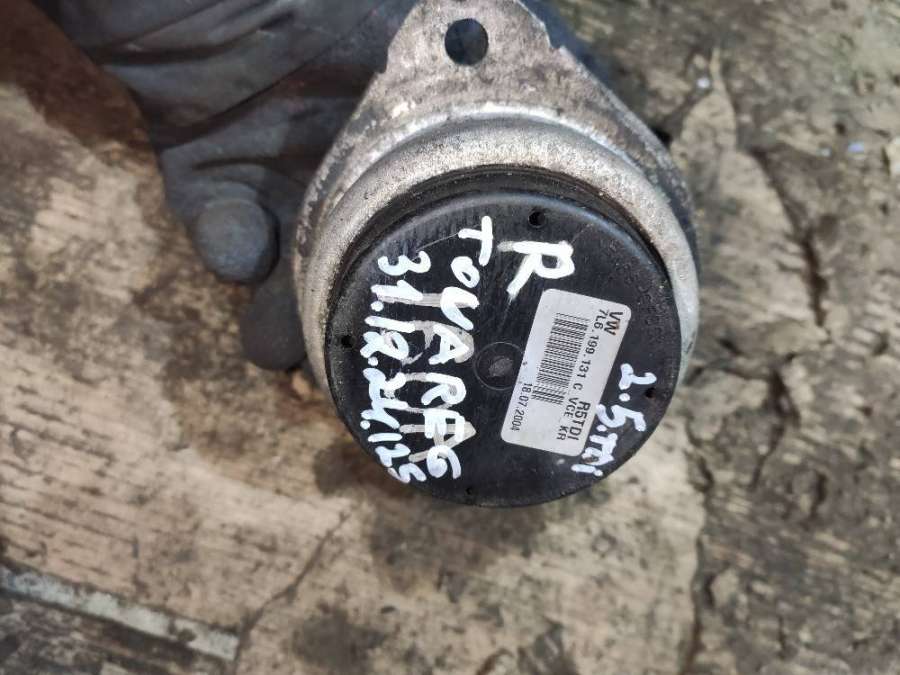 R
TOUAREG
31.12.24.125
VW
R5TDI
7L6.199.131 C VCE. KR
18.07.2004
2.5.TDi